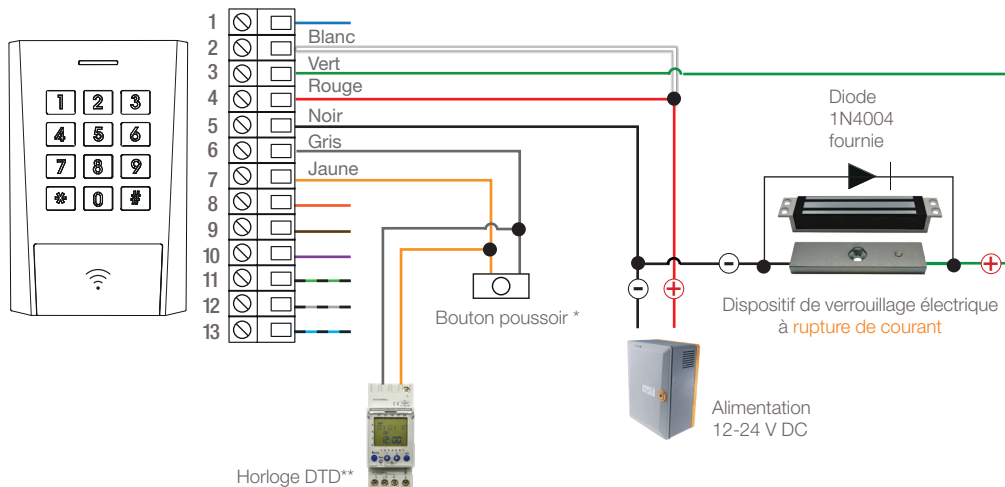 1
2
3
4
5
6
7
8
9
10
11
12
13
Blanc
Vert
Rouge
Noir
Gris
Jaune
1 2 3
4 5 6
7 8 9
* 0 #
Diode
1N4004
fournie
Bouton poussoir *
Dispositif de verrouillage électrique
à rupture de courant
-
+
-
+
Alimentation
12-24 V DC
Horloge DTD**
12:00